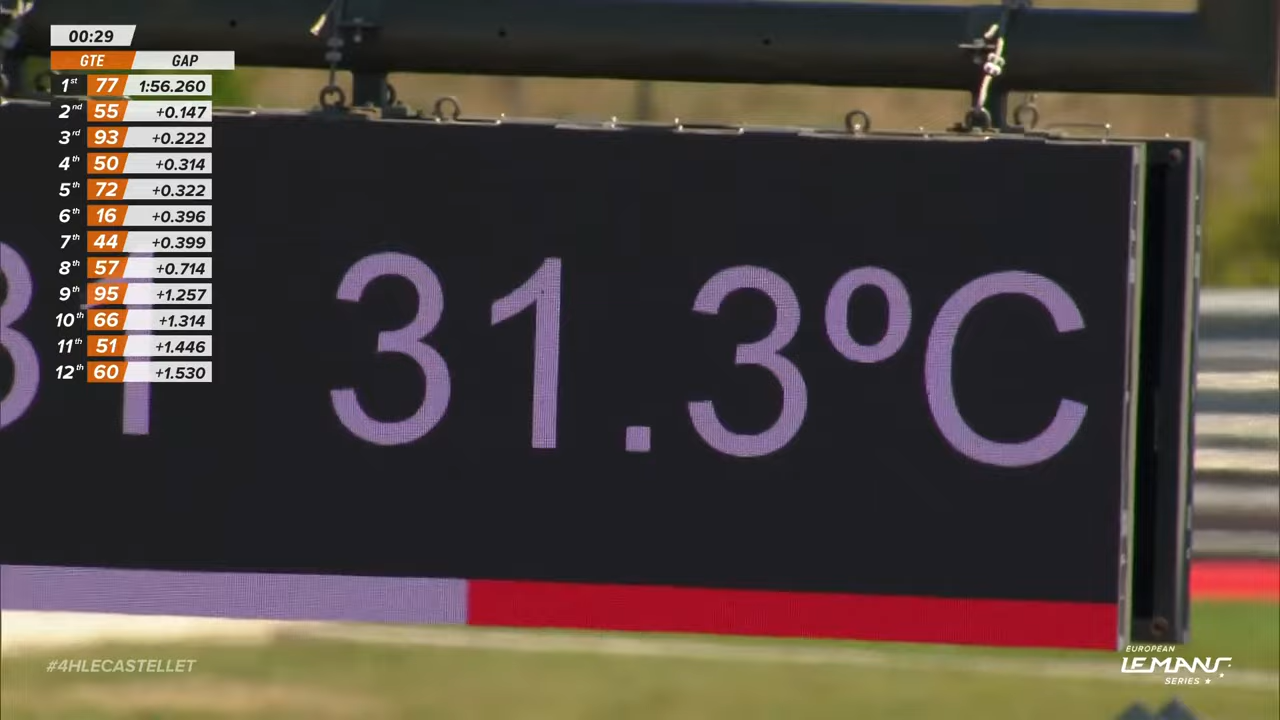 00:29
GTE GAP
1st 77 1:56.260
2nd 55 +0.147
3rd 93 +0.222
4th 50 +0.314
5th 72 +0.322
6th 16 +0.396
7th 44 +0.399
8th 57 +0.714
9th 95 +1.257
10th 66 +1.314
11th 51 +1.446
12th 60 +1.530
31 31.3ºC
#4HLECASTELLET
EUROPEAN
LEMANS
SERIES